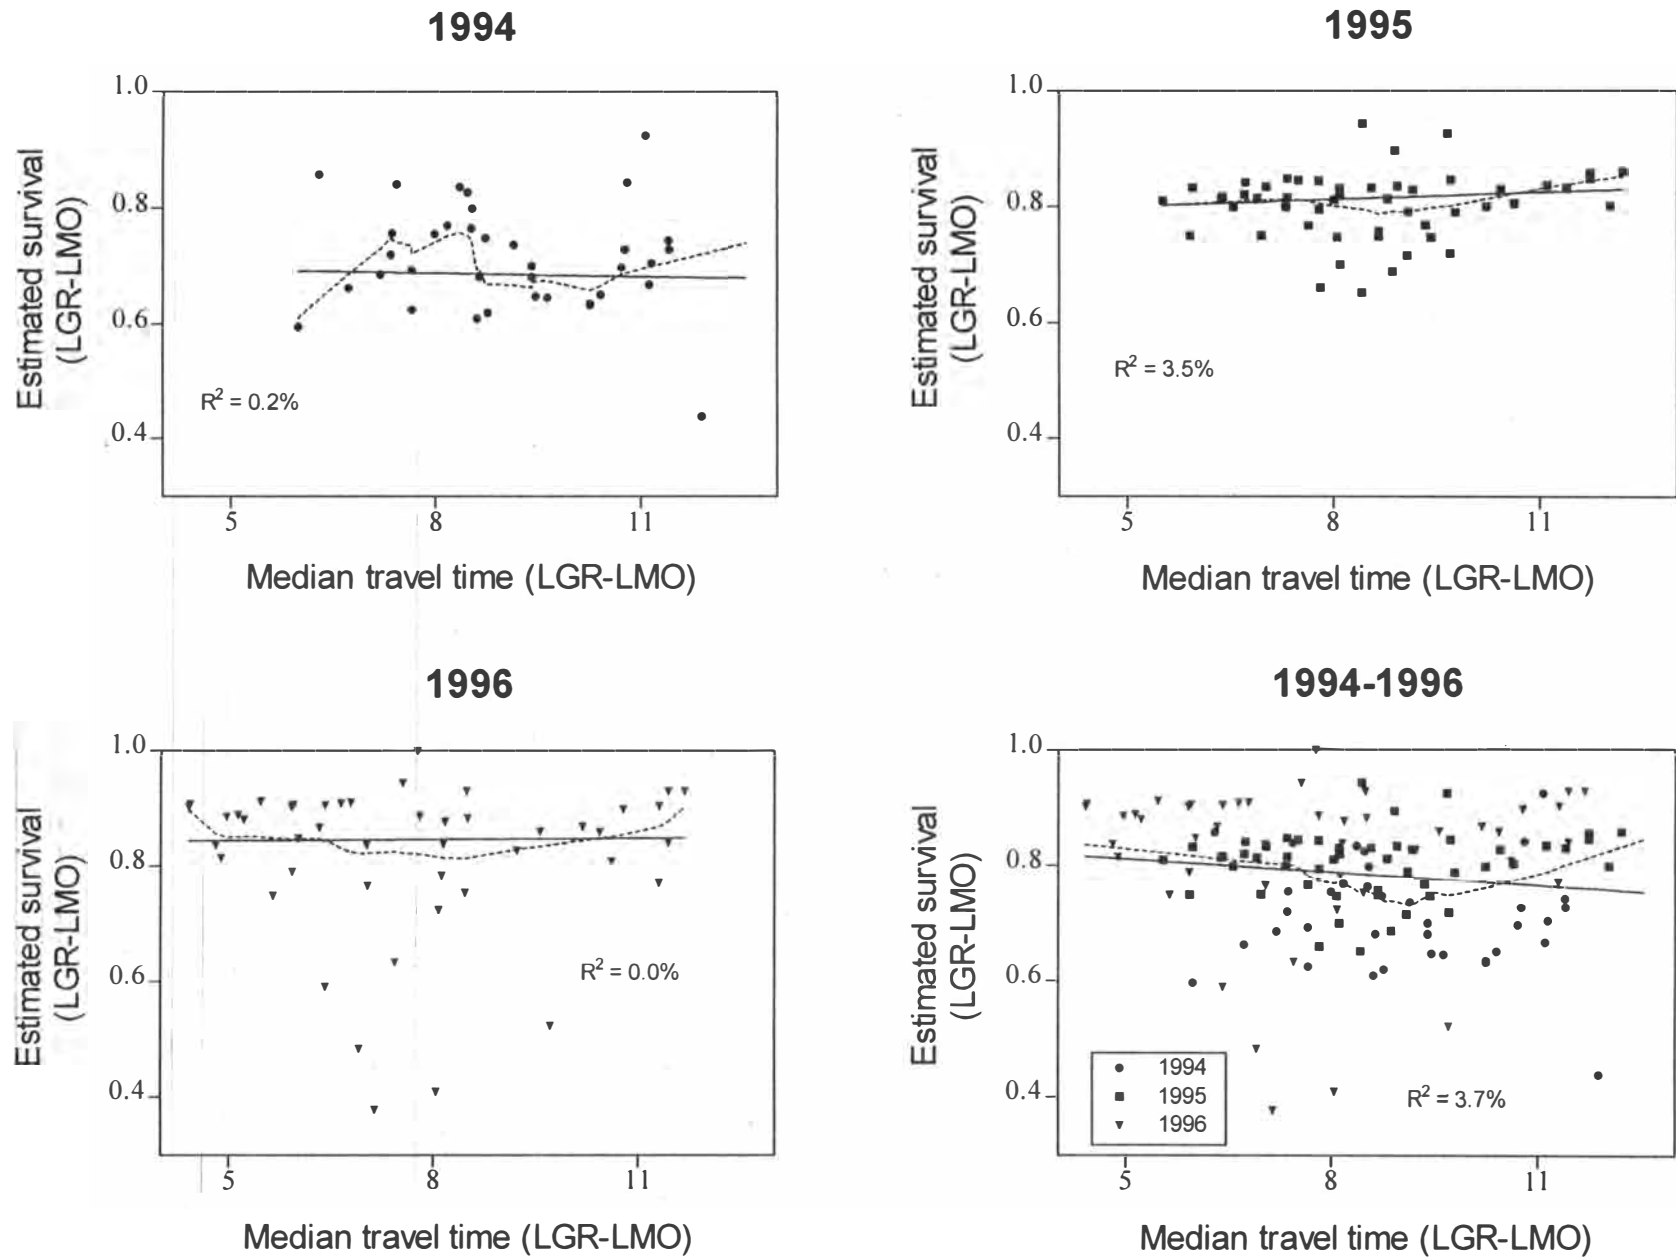 1994
1.0
0.8
0.6
0.4
Estimated survival
(LGR-LMO)
R² = 0.2%
5 8 11
Median travel time (LGR-LMO)
1995
1.0
0.8
0.6
0.4
Estimated survival
(LGR-LMO)
R² = 3.5%
5 8 11
Median travel time (LGR-LMO)
1996
1.0
0.8
0.6
0.4
Estimated survival
(LGR-LMO)
R² = 0.0%
5 8 11
Median travel time (LGR-LMO)
1994-1996
1.0
0.8
0.6
0.4
Estimated survival
(LGR-LMO)
1994
1995
1996
R² = 3.7%
5 8 11
Median travel time (LGR-LMO)